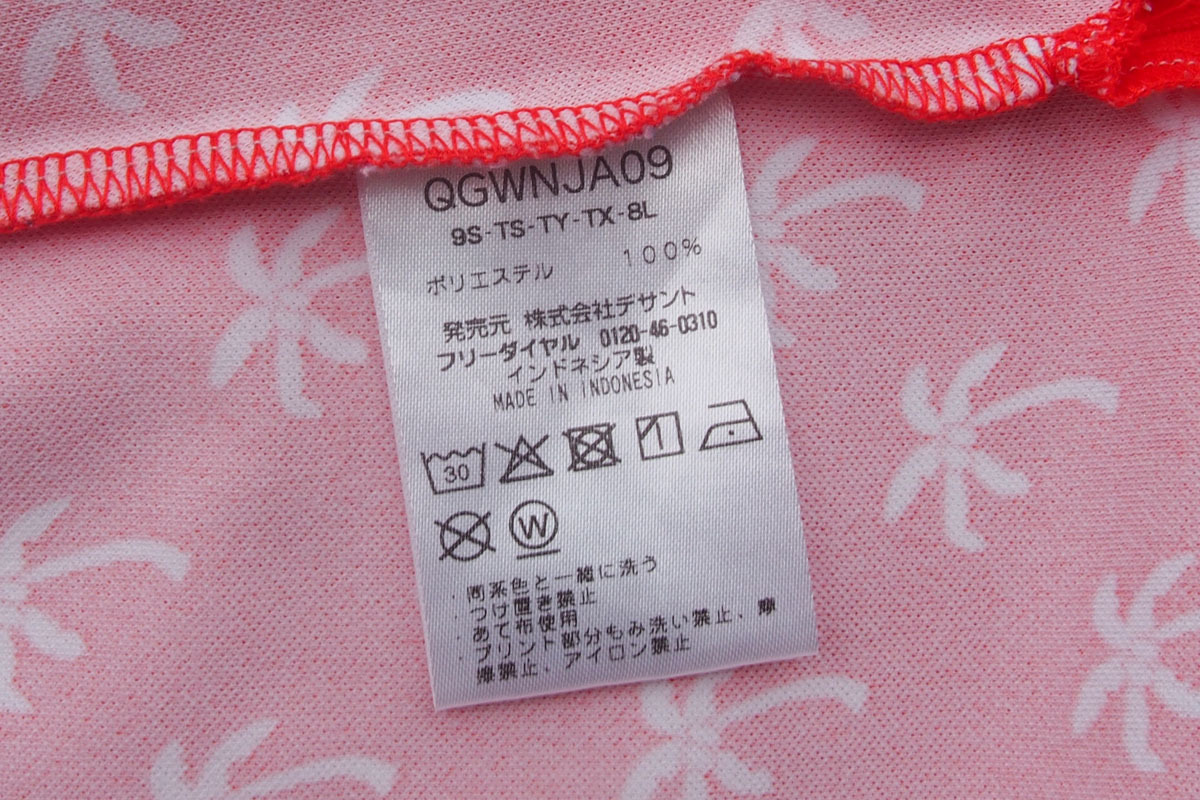 QGWNJA09
9S-TS-TY-TX-8L
ポリエステル 100%
発売元 株式会社デサント
フリーダイヤル 0120-46-0310
インドネシア製
MADE IN INDONESIA
30
W
・同系色と一緒に洗う
・つけ置き禁止
・あて布使用
・プリント部分もみ洗い禁止、摩
擦禁止、アイロン禁止